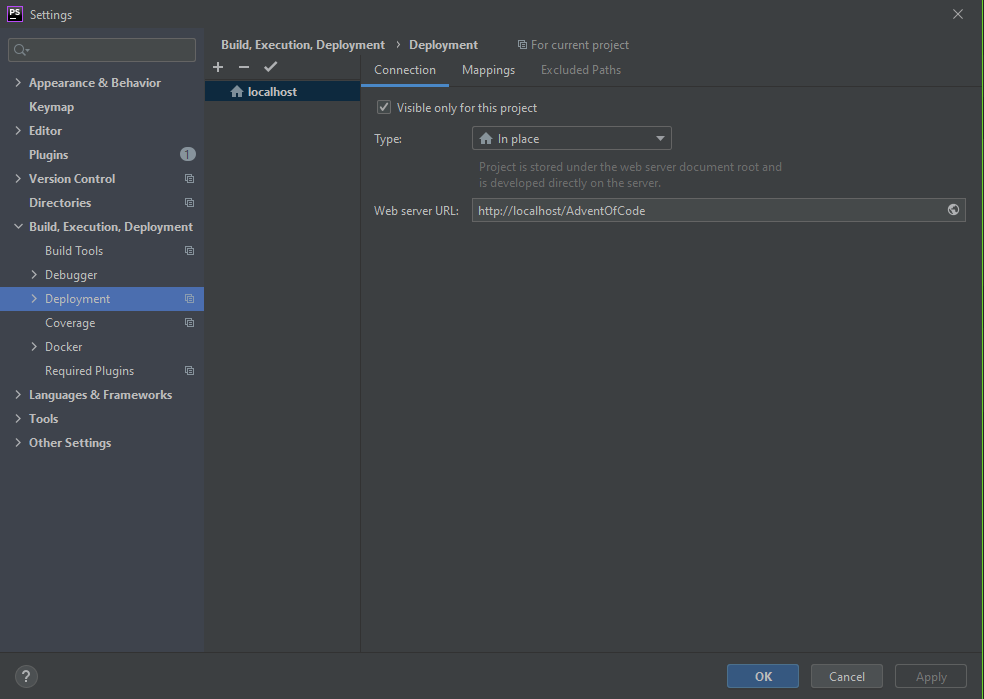 PS Settings
Build, Execution, Deployment › Deployment For current project
Connection Mappings Excluded Paths
localhost
Appearance & Behavior
Keymap
Editor
Plugins 1
Version Control
Directories
Build, Execution, Deployment
Build Tools
Debugger
Deployment
Coverage
Docker
Required Plugins
Languages & Frameworks
Tools
Other Settings
Visible only for this project
Type: In place
Project is stored under the web server document root and
is developed directly on the server.
Web server URL: http://localhost/AdventOfCode
? OK Cancel Apply